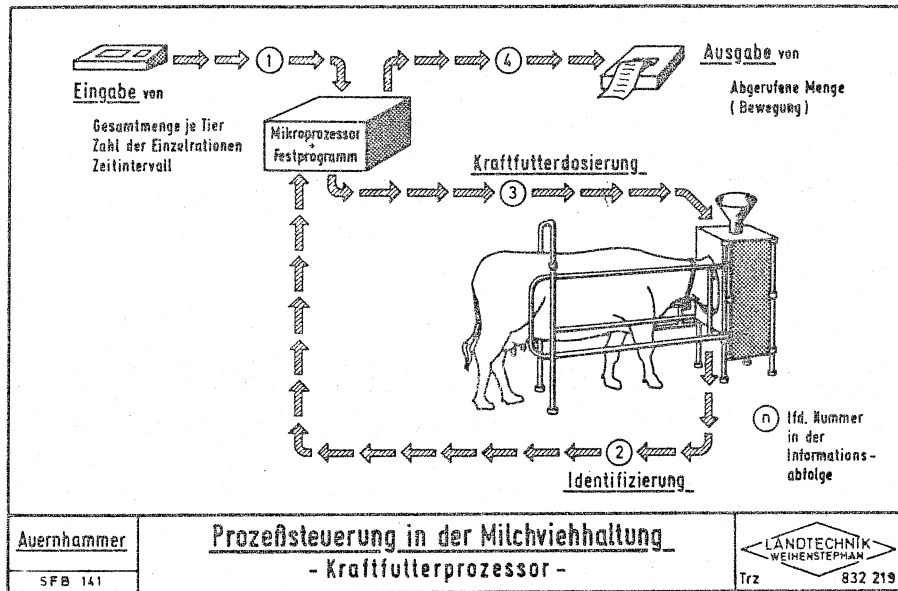 1
4
Eingabe von
Gesamtmenge je Tier
Zahl der Einzelrationen
Zeitintervall
Mikroprozessor
+
Festprogramm
Ausgabe von
Abgerufene Menge
(Bewegung)
Kraftfutterdosierung
3
n lfd. Nummer
in der
Informations-
abfolge
2
Identifizierung
Auernhammer
SFB 141
Prozeßsteuerung in der Milchviehhaltung
- Kraftfutterprozessor -
LANDTECHNIK
WEIHENSTEPHAN
Trz 832 219